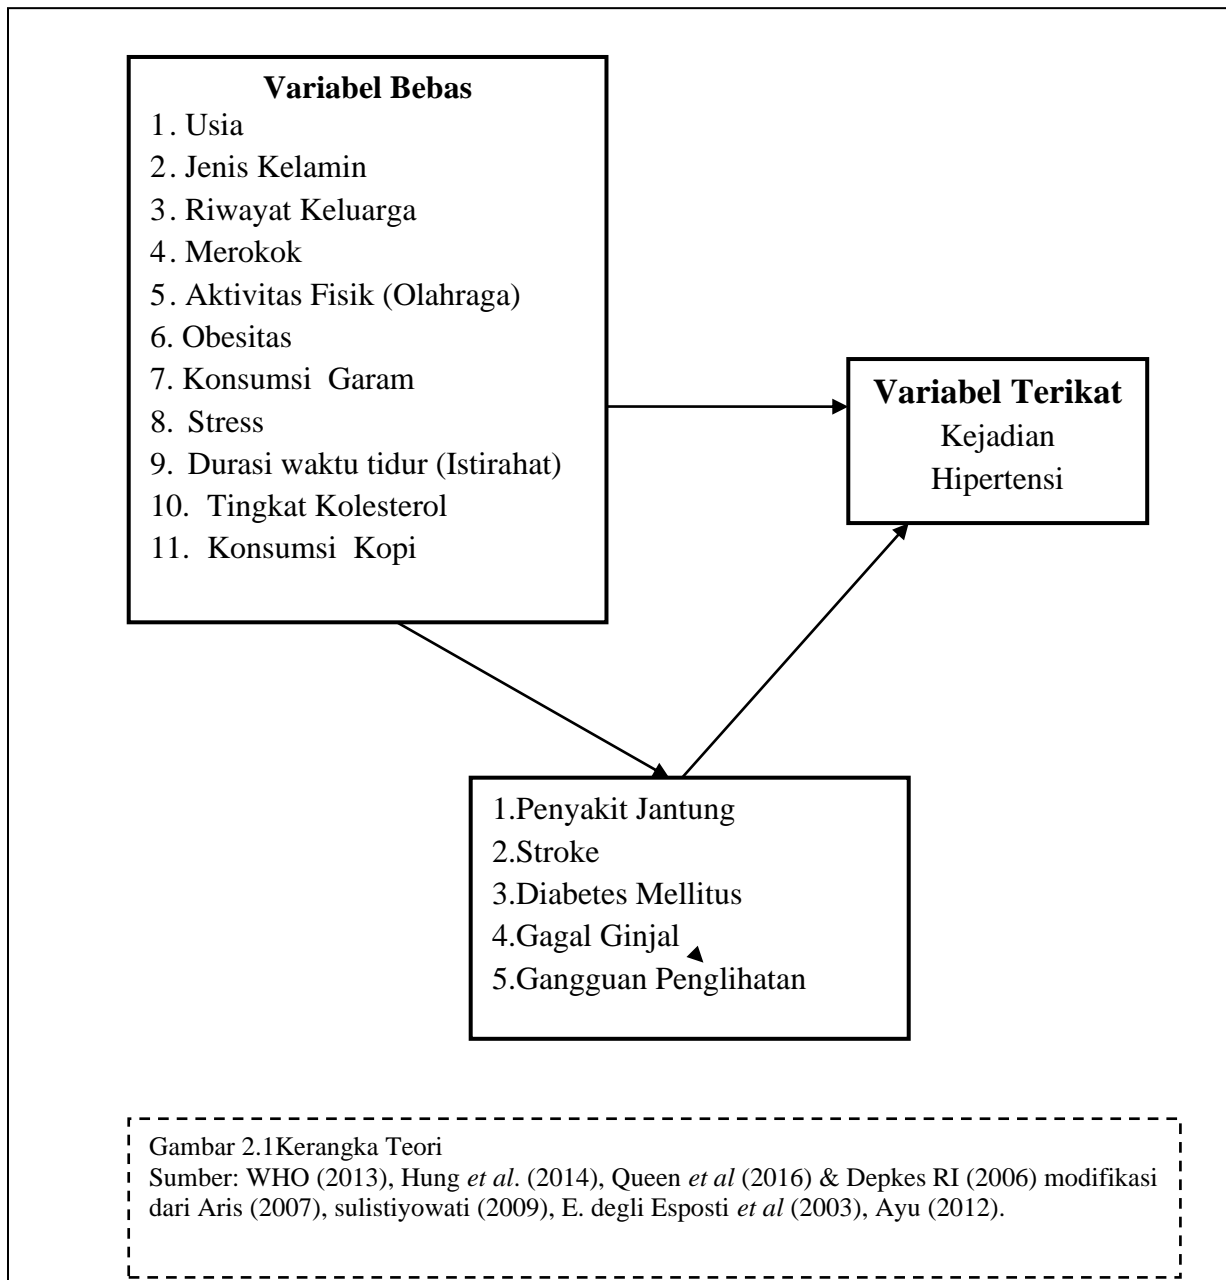 Variabel Bebas
1. Usia
2. Jenis Kelamin
3. Riwayat Keluarga
4. Merokok
5. Aktivitas Fisik (Olahraga)
6. Obesitas
7. Konsumsi Garam
8. Stress
9. Durasi waktu tidur (Istirahat)
10. Tingkat Kolesterol
11. Konsumsi Kopi
Variabel Terikat
Kejadian
Hipertensi
1.Penyakit Jantung
2.Stroke
3.Diabetes Mellitus
4.Gagal Ginjal
5.Gangguan Penglihatan
Gambar 2.1Kerangka Teori
Sumber: WHO (2013), Hung et al. (2014), Queen et al (2016) & Depkes RI (2006) modifikasi
dari Aris (2007), sulistiyowati (2009), E. degli Esposti et al (2003), Ayu (2012).